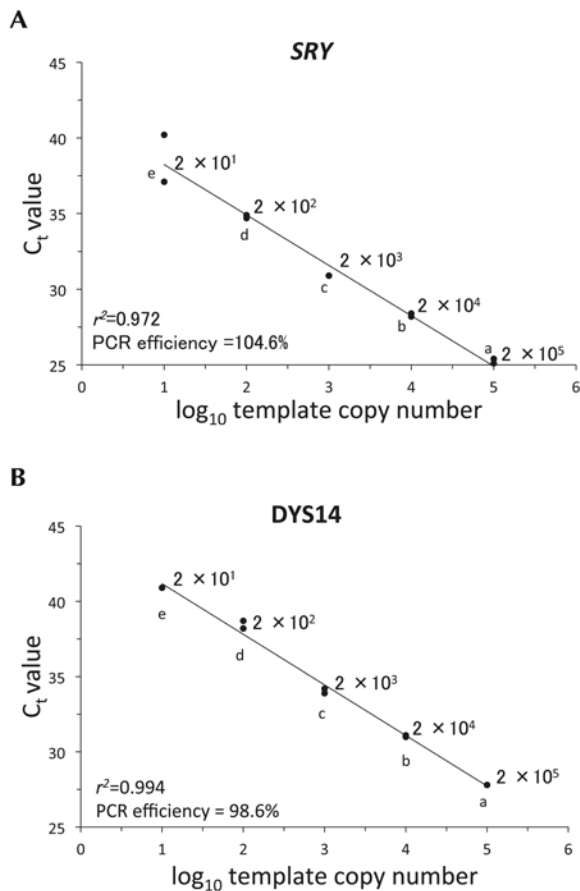 A
SRY
45
40
35
30
25
Ct value
e
2 × 10¹
d
2 × 10²
c
2 × 10³
b
2 × 10⁴
a
2 × 10⁵
r²=0.972
PCR efficiency =104.6%
0 1 2 3 4 5 6
log₁₀ template copy number
B
DYS14
45
40
35
30
25
Ct value
e
2 × 10¹
d
2 × 10²
c
2 × 10³
b
2 × 10⁴
a
2 × 10⁵
r²=0.994
PCR efficiency = 98.6%
0 1 2 3 4 5 6
log₁₀ template copy number